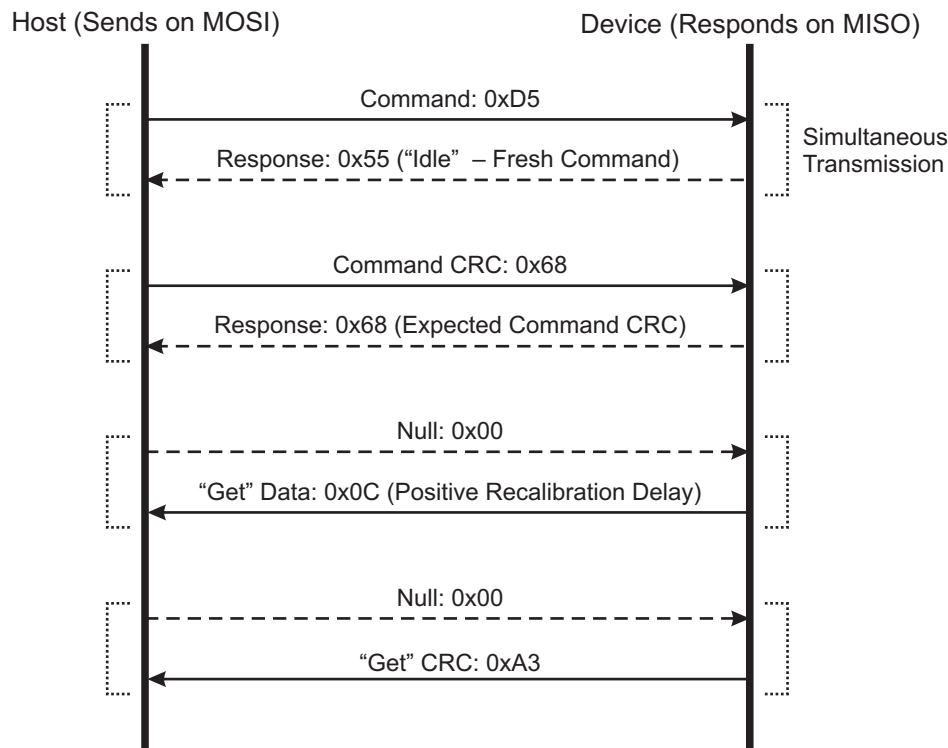 Host (Sends on MOSI)
Device (Responds on MISO)
Command: 0xD5
Response: 0x55 (“Idle” – Fresh Command)
Simultaneous
Transmission
Command CRC: 0x68
Response: 0x68 (Expected Command CRC)
Null: 0x00
“Get” Data: 0x0C (Positive Recalibration Delay)
Null: 0x00
“Get” CRC: 0xA3